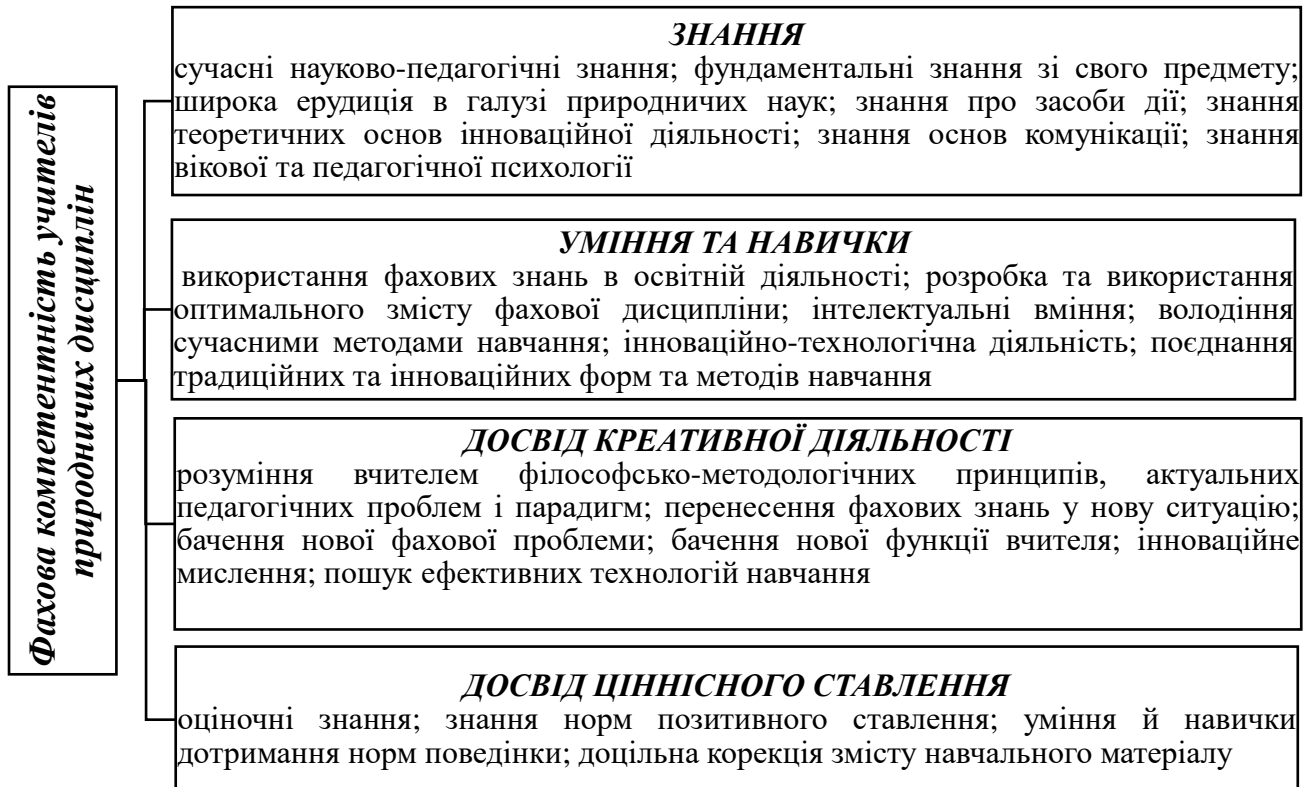 Фахова компетентність учителів
природничих дисциплін
ЗНАННЯ
сучасні науково-педагогічні знання; фундаментальні знання зі свого предмету;
широка ерудиція в галузі природничих наук; знання про засоби дії; знання
теоретичних основ інноваційної діяльності; знання основ комунікації; знання
вікової та педагогічної психології
УМІННЯ ТА НАВИЧКИ
використання фахових знань в освітній діяльності; розробка та використання
оптимального змісту фахової дисципліни; інтелектуальні вміння; володіння
сучасними методами навчання; інноваційно-технологічна діяльність; поєднання
традиційних та інноваційних форм та методів навчання
ДОСВІД КРЕАТИВНОЇ ДІЯЛЬНОСТІ
розуміння вчителем філософсько-методологічних принципів, актуальних
педагогічних проблем і парадигм; перенесення фахових знань у нову ситуацію;
бачення нової фахової проблеми; бачення нової функції вчителя; інноваційне
мислення; пошук ефективних технологій навчання
ДОСВІД ЦІННІСНОГО СТАВЛЕННЯ
оціночні знання; знання норм позитивного ставлення; уміння й навички
дотримання норм поведінки; доцільна корекція змісту навчального матеріалу